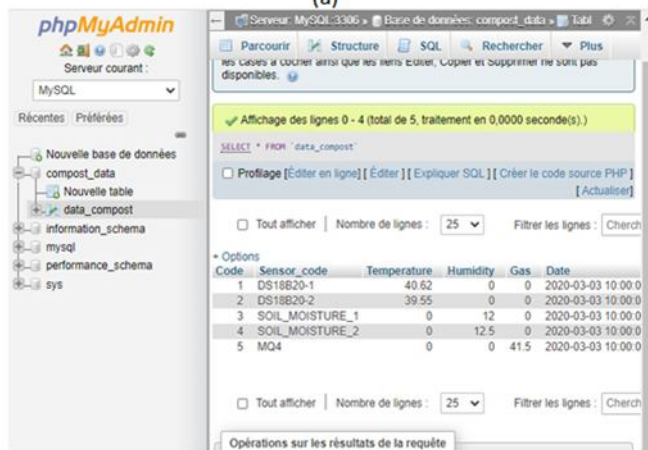 (a)
phpMyAdmin
Serveur courant :
MySQL
Récentes Préférées
Nouvelle base de données
compost_data
Nouvelle table
data_compost
information_schema
mysql
performance_schema
sys
Serveur: MySQL:3306 » Base de données: compost_data » Tabl
Parcourir Structure SQL Rechercher Plus
les cases à cocher ainsi que les liens Éditer, Copier et Supprimer ne sont pas
disponibles.
Affichage des lignes 0 - 4 (total de 5, traitement en 0,0000 seconde(s).)
SELECT * FROM `data_compost`
Profilage [Éditer en ligne] [ Éditer ] [ Expliquer SQL ] [ Créer le code source PHP ]
[ Actualiser]
Tout afficher | Nombre de lignes : 25 Filtrer les lignes : Cherch
+ Options
Code Sensor_code Temperature Humidity Gas Date
1 DS18B20-1 40.62 0 0 2020-03-03 10:00:0
2 DS18B20-2 39.55 0 0 2020-03-03 10:00:0
3 SOIL_MOISTURE_1 0 12 0 2020-03-03 10:00:0
4 SOIL_MOISTURE_2 0 12.5 0 2020-03-03 10:00:0
5 MQ4 0 0 41.5 2020-03-03 10:00:0
Tout afficher | Nombre de lignes : 25 Filtrer les lignes : Cherch
Opérations sur les résultats de la requête